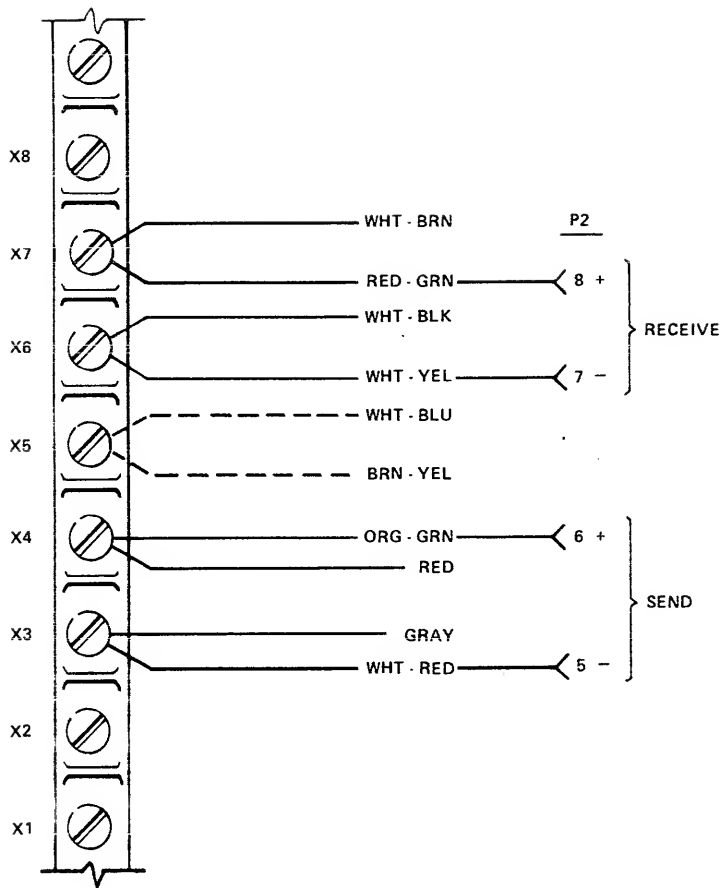 X8
WHT - BRN
P2
X7
RED - GRN
8 +
WHT - BLK
RECEIVE
X6
WHT - YEL
7 -
WHT - BLU
X5
BRN - YEL
X4
ORG - GRN
6 +
RED
SEND
X3
GRAY
WHT - RED
5 -
X2
X1